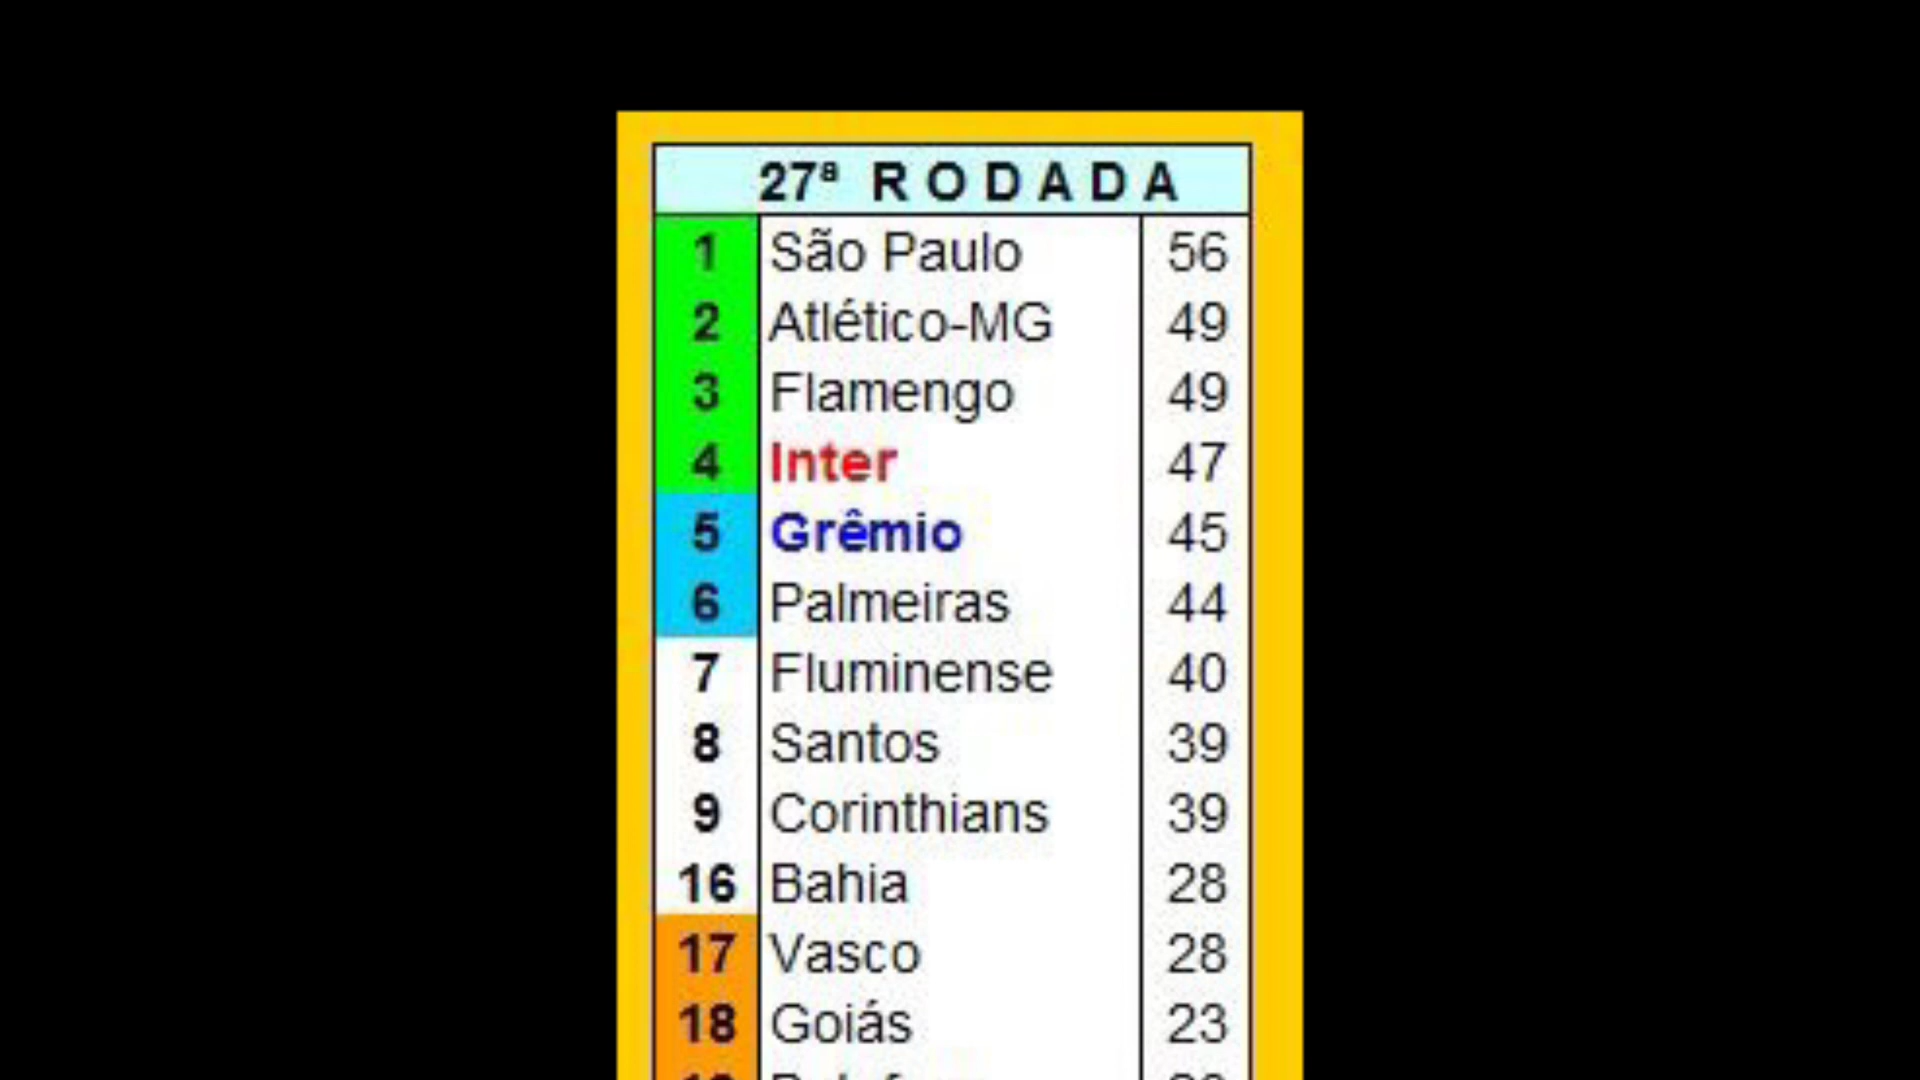 27ª RODADA
1 São Paulo 56
2 Atlético-MG 49
3 Flamengo 49
4 Inter 47
5 Grêmio 45
6 Palmeiras 44
7 Fluminense 40
8 Santos 39
9 Corinthians 39
16 Bahia 28
17 Vasco 28
18 Goiás 23